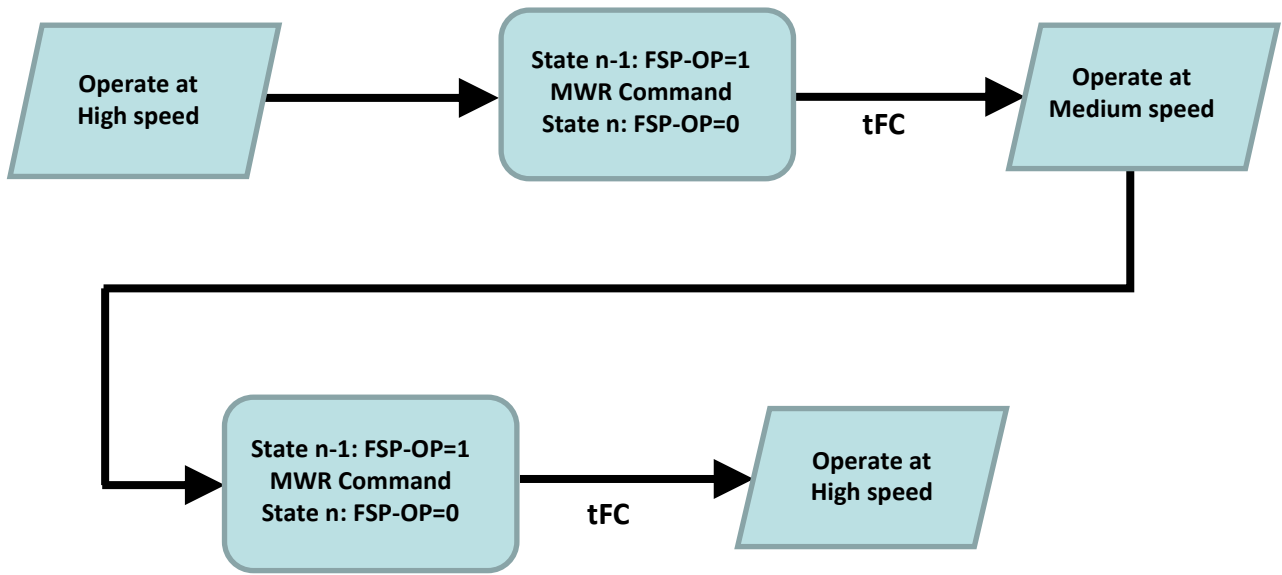 Operate at
High speed
State n-1: FSP-OP=1
MWR Command
State n: FSP-OP=0
tFC
Operate at
Medium speed
State n-1: FSP-OP=1
MWR Command
State n: FSP-OP=0
tFC
Operate at
High speed